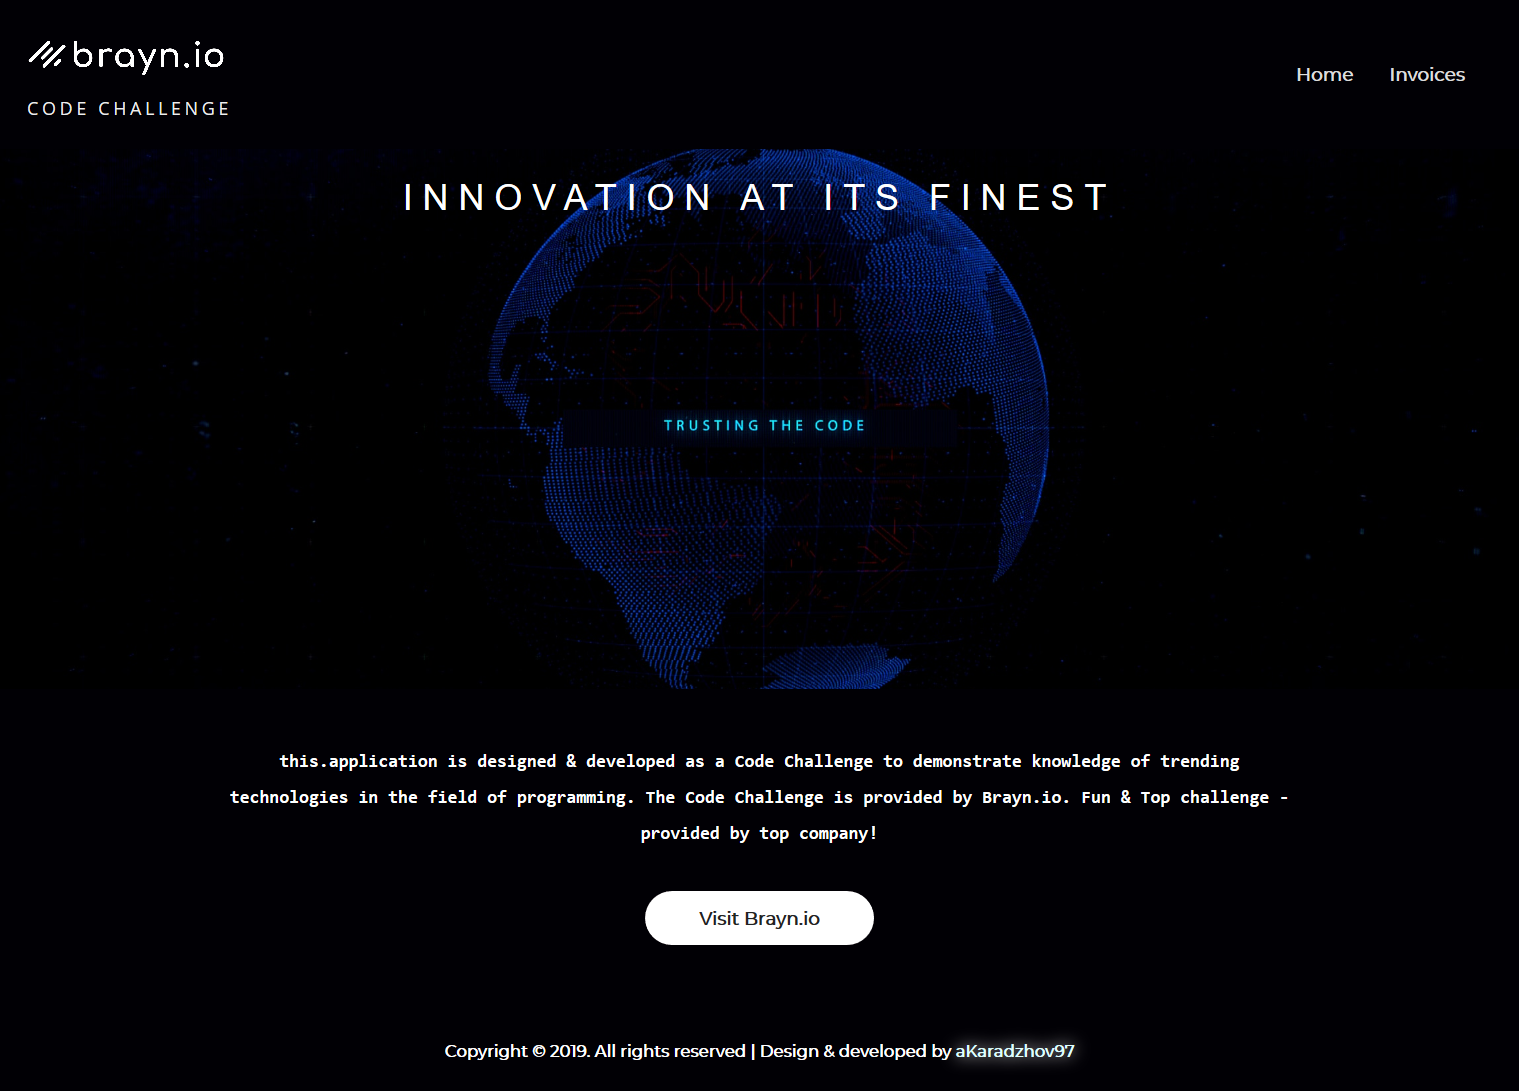 brayn.io
CODE CHALLENGE
Home
Invoices
INNOVATION AT ITS FINEST
TRUSTING THE CODE
this.application is designed & developed as a Code Challenge to demonstrate knowledge of trending
technologies in the field of programming. The Code Challenge is provided by Brayn.io. Fun & Top challenge -
provided by top company!
Visit Brayn.io
Copyright © 2019. All rights reserved | Design & developed by aKaradzhov97